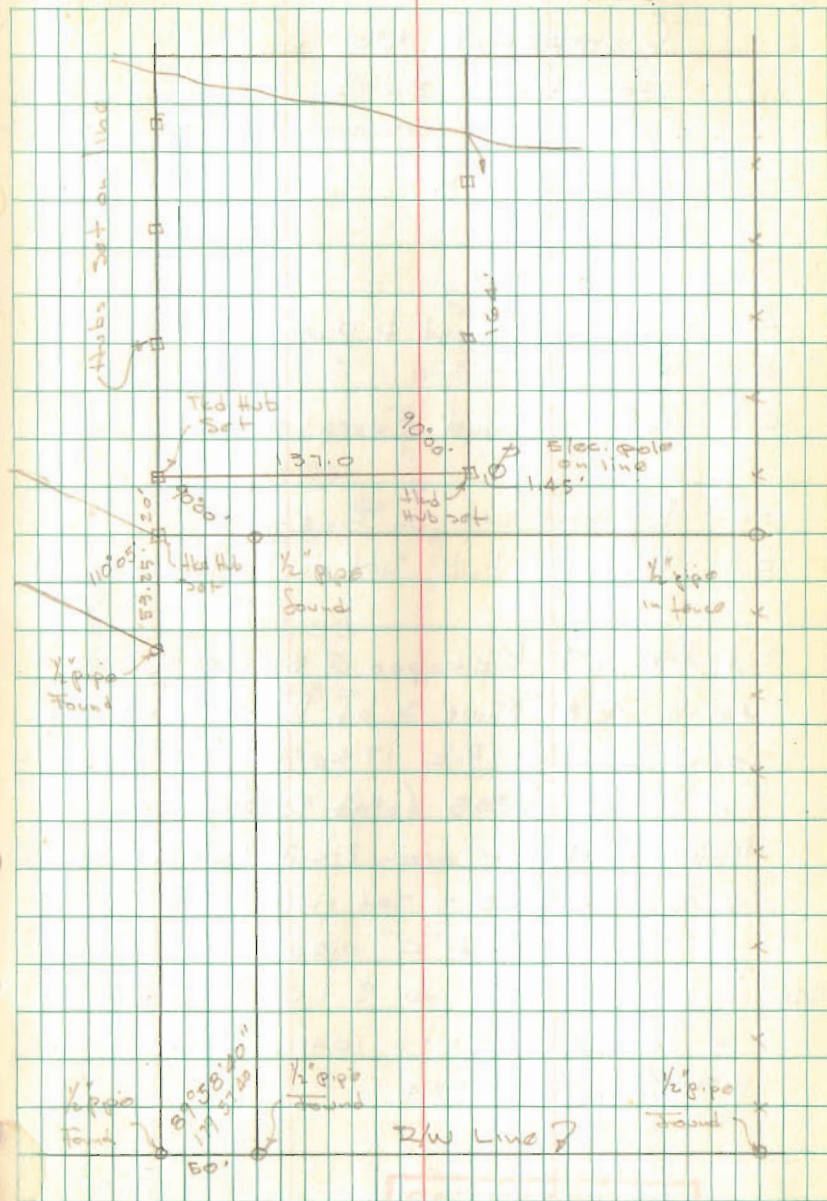 Hubs Set on line
164'
Tkd Hub
Set
90°00'
137.0
90°00'
Elec. pole
on line
1.45'
Tkd
Hub set
20'
110°05'
59.25'
Tkd Hub
Set
1/2" pipe
found
1/2" pipe
in fence
1/2" pipe
Found
89°58'40"
179 57 20
1/2" pipe
Found
50'
1/2" pipe
Found
R/W Line ?
1/2" pipe
Found